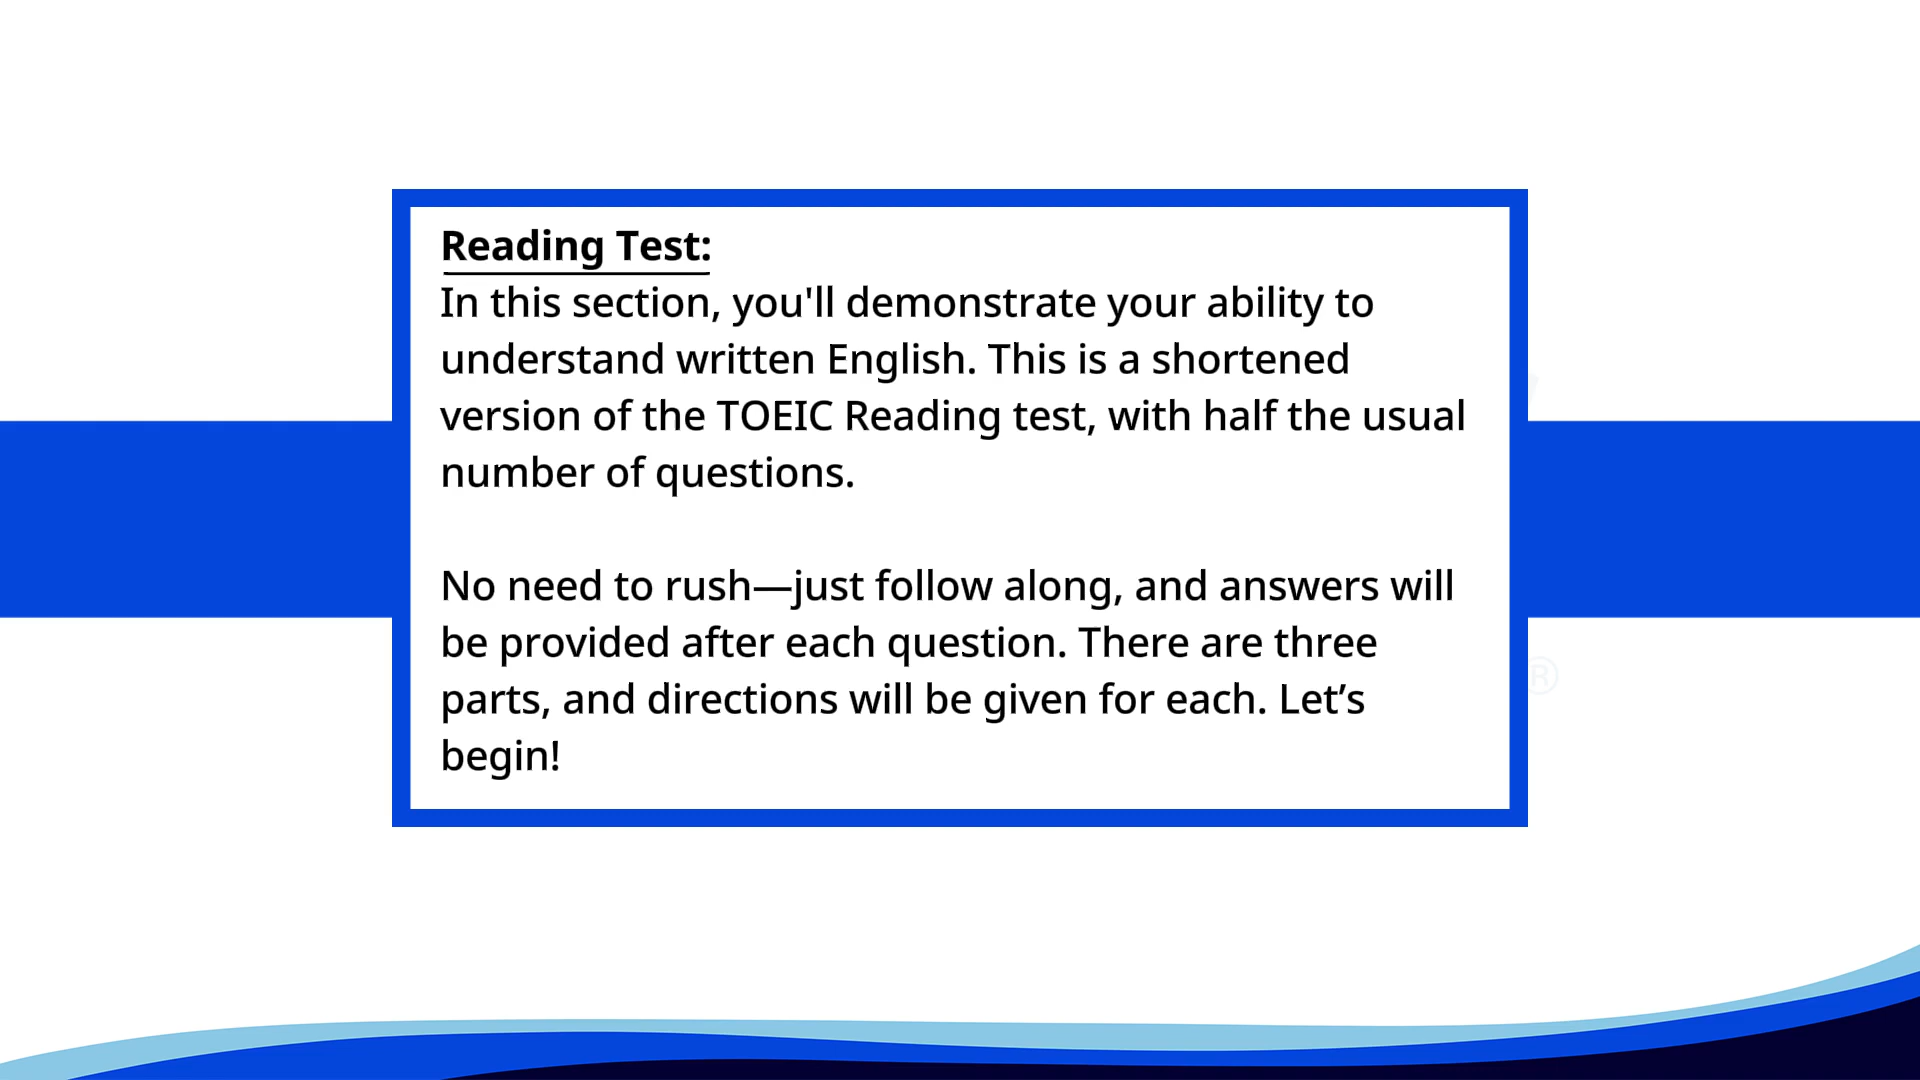 Reading Test:
In this section, you'll demonstrate your ability to
understand written English. This is a shortened
version of the TOEIC Reading test, with half the usual
number of questions.
No need to rush—just follow along, and answers will
be provided after each question. There are three
parts, and directions will be given for each. Let’s
begin!
®